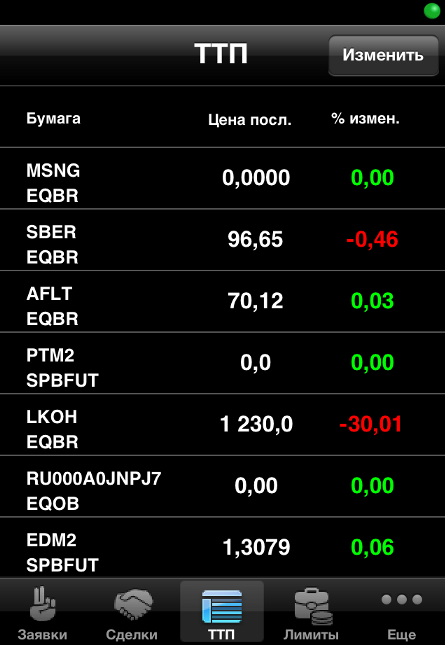 ТТП
Изменить
Бумага Цена посл. % измен.
MSNG
EQBR
0,0000 0,00
SBER
EQBR
96,65 -0,46
AFLT
EQBR
70,12 0,03
PTM2
SPBFUT
0,0 0,00
LKOH
EQBR
1 230,0 -30,01
RU000A0JNPJ7
EQOB
0,00 0,00
EDM2
SPBFUT
1,3079 0,06
Заявки Сделки ТТП Лимиты Еще